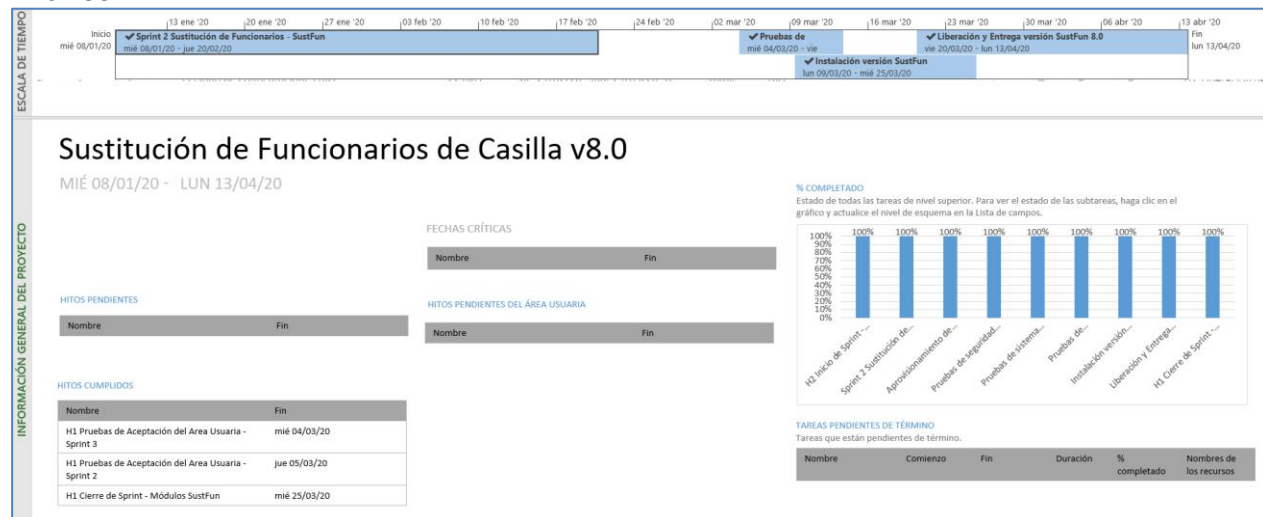 ESCALA DE TIEMPO
13 ene '20 20 ene '20 27 ene '20 03 feb '20 10 feb '20 17 feb '20 24 feb '20 02 mar '20 09 mar '20 16 mar '20 23 mar '20 30 mar '20 06 abr '20 13 abr '20
Inicio
mié 08/01/20
✔Sprint 2 Sustitución de Funcionarios - SustFun
mié 08/01/20 - jue 20/02/20
✔Pruebas de
mié 04/03/20 - vie
✔Liberación y Entrega versión SustFun 8.0
vie 20/03/20 - lun 13/04/20
Fin
lun 13/04/20
✔Instalación versión SustFun
lun 09/03/20 - mié 25/03/20
INFORMACIÓN GENERAL DEL PROYECTO
Sustitución de Funcionarios de Casilla v8.0
MIÉ 08/01/20 - LUN 13/04/20
FECHAS CRÍTICAS
Nombre Fin
HITOS PENDIENTES
Nombre Fin
HITOS PENDIENTES DEL ÁREA USUARIA
Nombre Fin
HITOS CUMPLIDOS
Nombre Fin
H1 Pruebas de Aceptación del Area Usuaria - mié 04/03/20
Sprint 3
H1 Pruebas de Aceptación del Area Usuaria - jue 05/03/20
Sprint 2
H1 Cierre de Sprint - Módulos SustFun mié 25/03/20
% COMPLETADO
Estado de todas las tareas de nivel superior. Para ver el estado de las subtareas, haga clic en el
gráfico y actualice el nivel de esquema en la Lista de campos.
100% 100% 100% 100% 100% 100% 100% 100% 100%
100%
90%
80%
70%
60%
50%
40%
30%
20%
10%
0%
H2 Inicio de Sprint -...
Sprint 2 Sustitución de...
Aprovisionamiento de...
Pruebas de seguridad...
Pruebas de sistema...
Pruebas de...
Instalación versión...
Liberación y Entrega...
H1 Cierre de Sprint -...
TAREAS PENDIENTES DE TÉRMINO
Tareas que están pendientes de término.
Nombre Comienzo Fin Duración % completado Nombres de los recursos